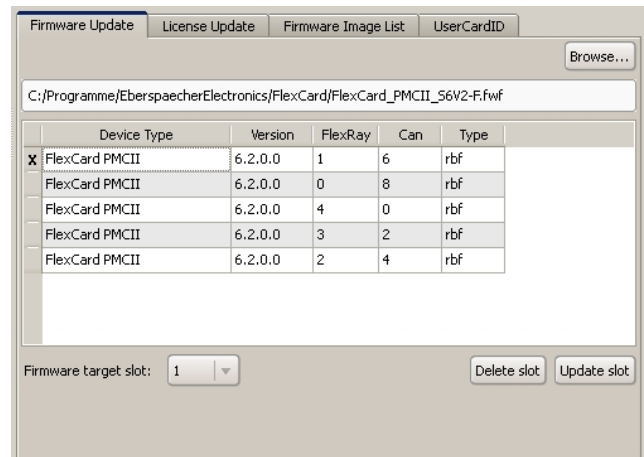 Firmware Update License Update Firmware Image List UserCardID
Browse...
C:/Programme/EberspaecherElectronics/FlexCard/FlexCard_PMCII_S6V2-F.fwf
Device Type Version FlexRay Can Type
x FlexCard PMCII 6.2.0.0 1 6 rbf
FlexCard PMCII 6.2.0.0 0 8 rbf
FlexCard PMCII 6.2.0.0 4 0 rbf
FlexCard PMCII 6.2.0.0 3 2 rbf
FlexCard PMCII 6.2.0.0 2 4 rbf
Firmware target slot: 1 Delete slot Update slot